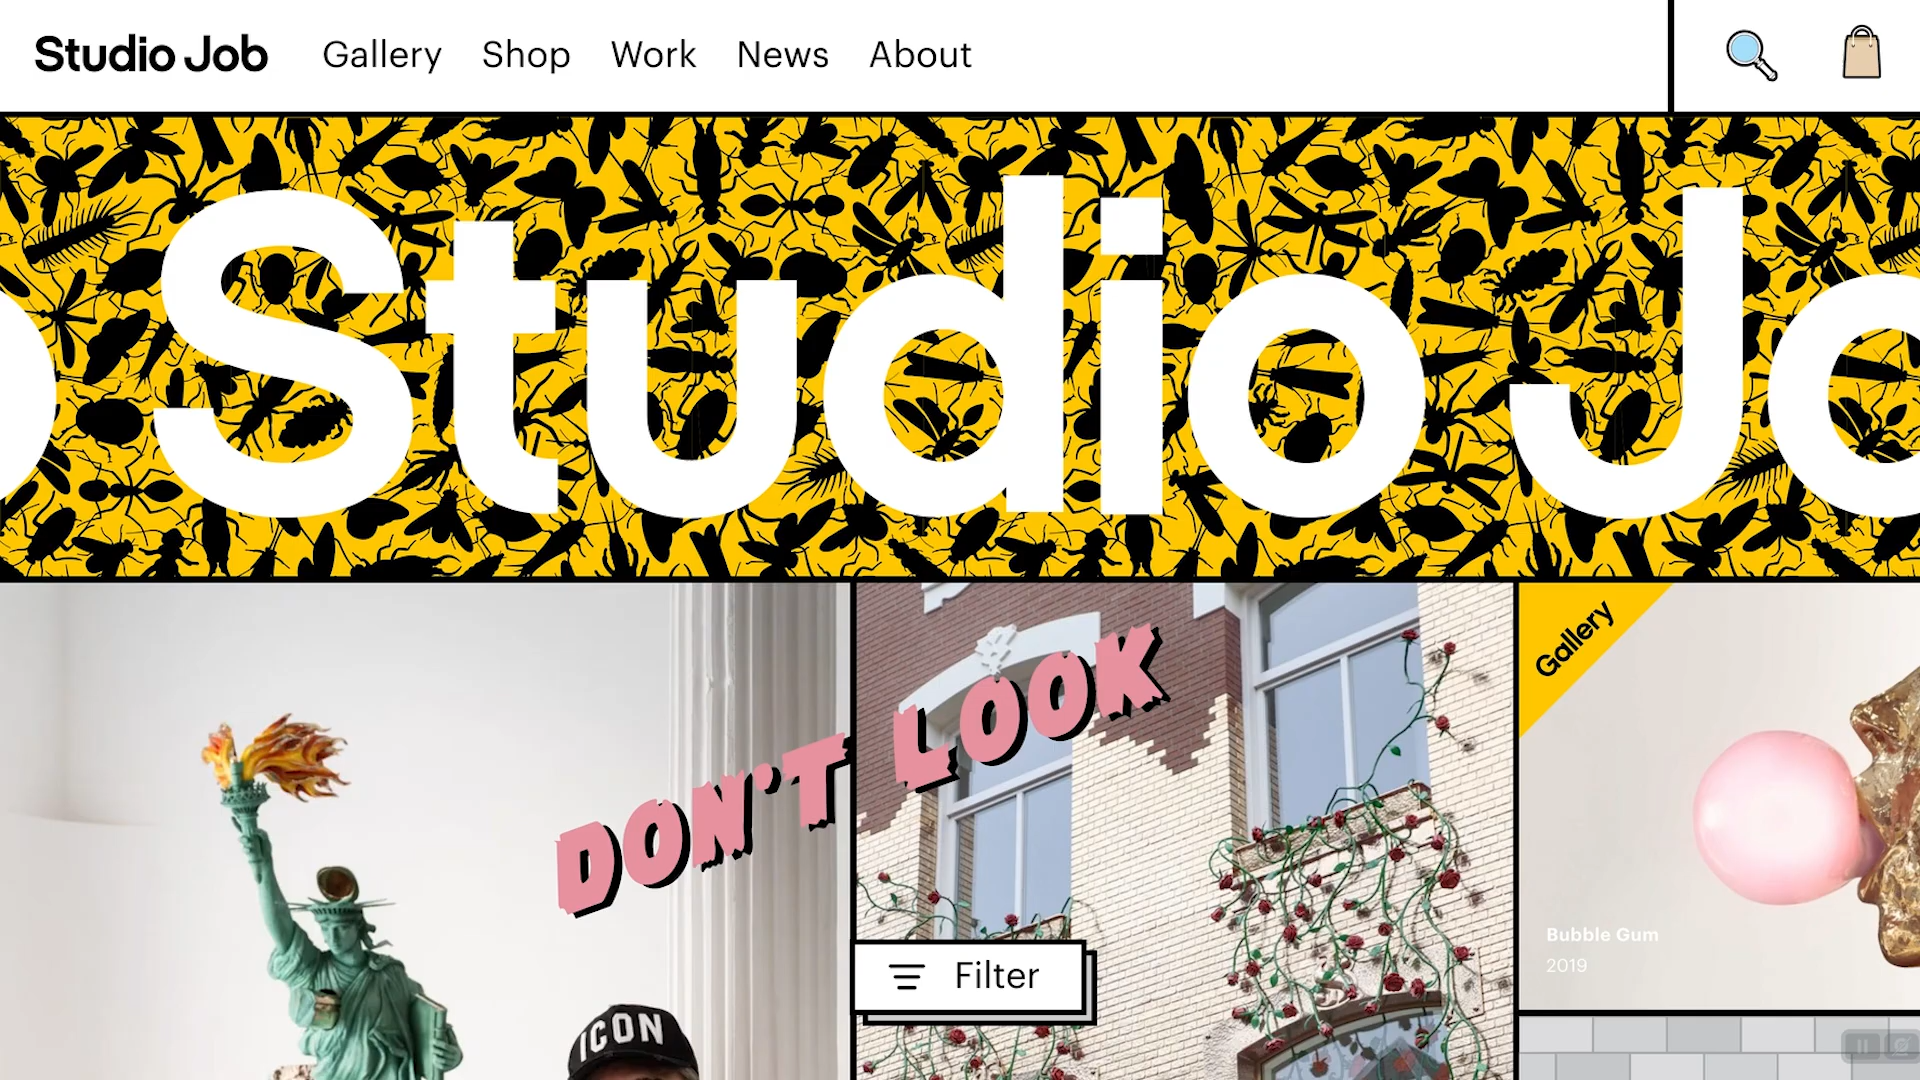 Studio Job Gallery Shop Work News About
Studio Jo
Gallery
DON'T LOOK
Bubble Gum
2019
Filter
ICON